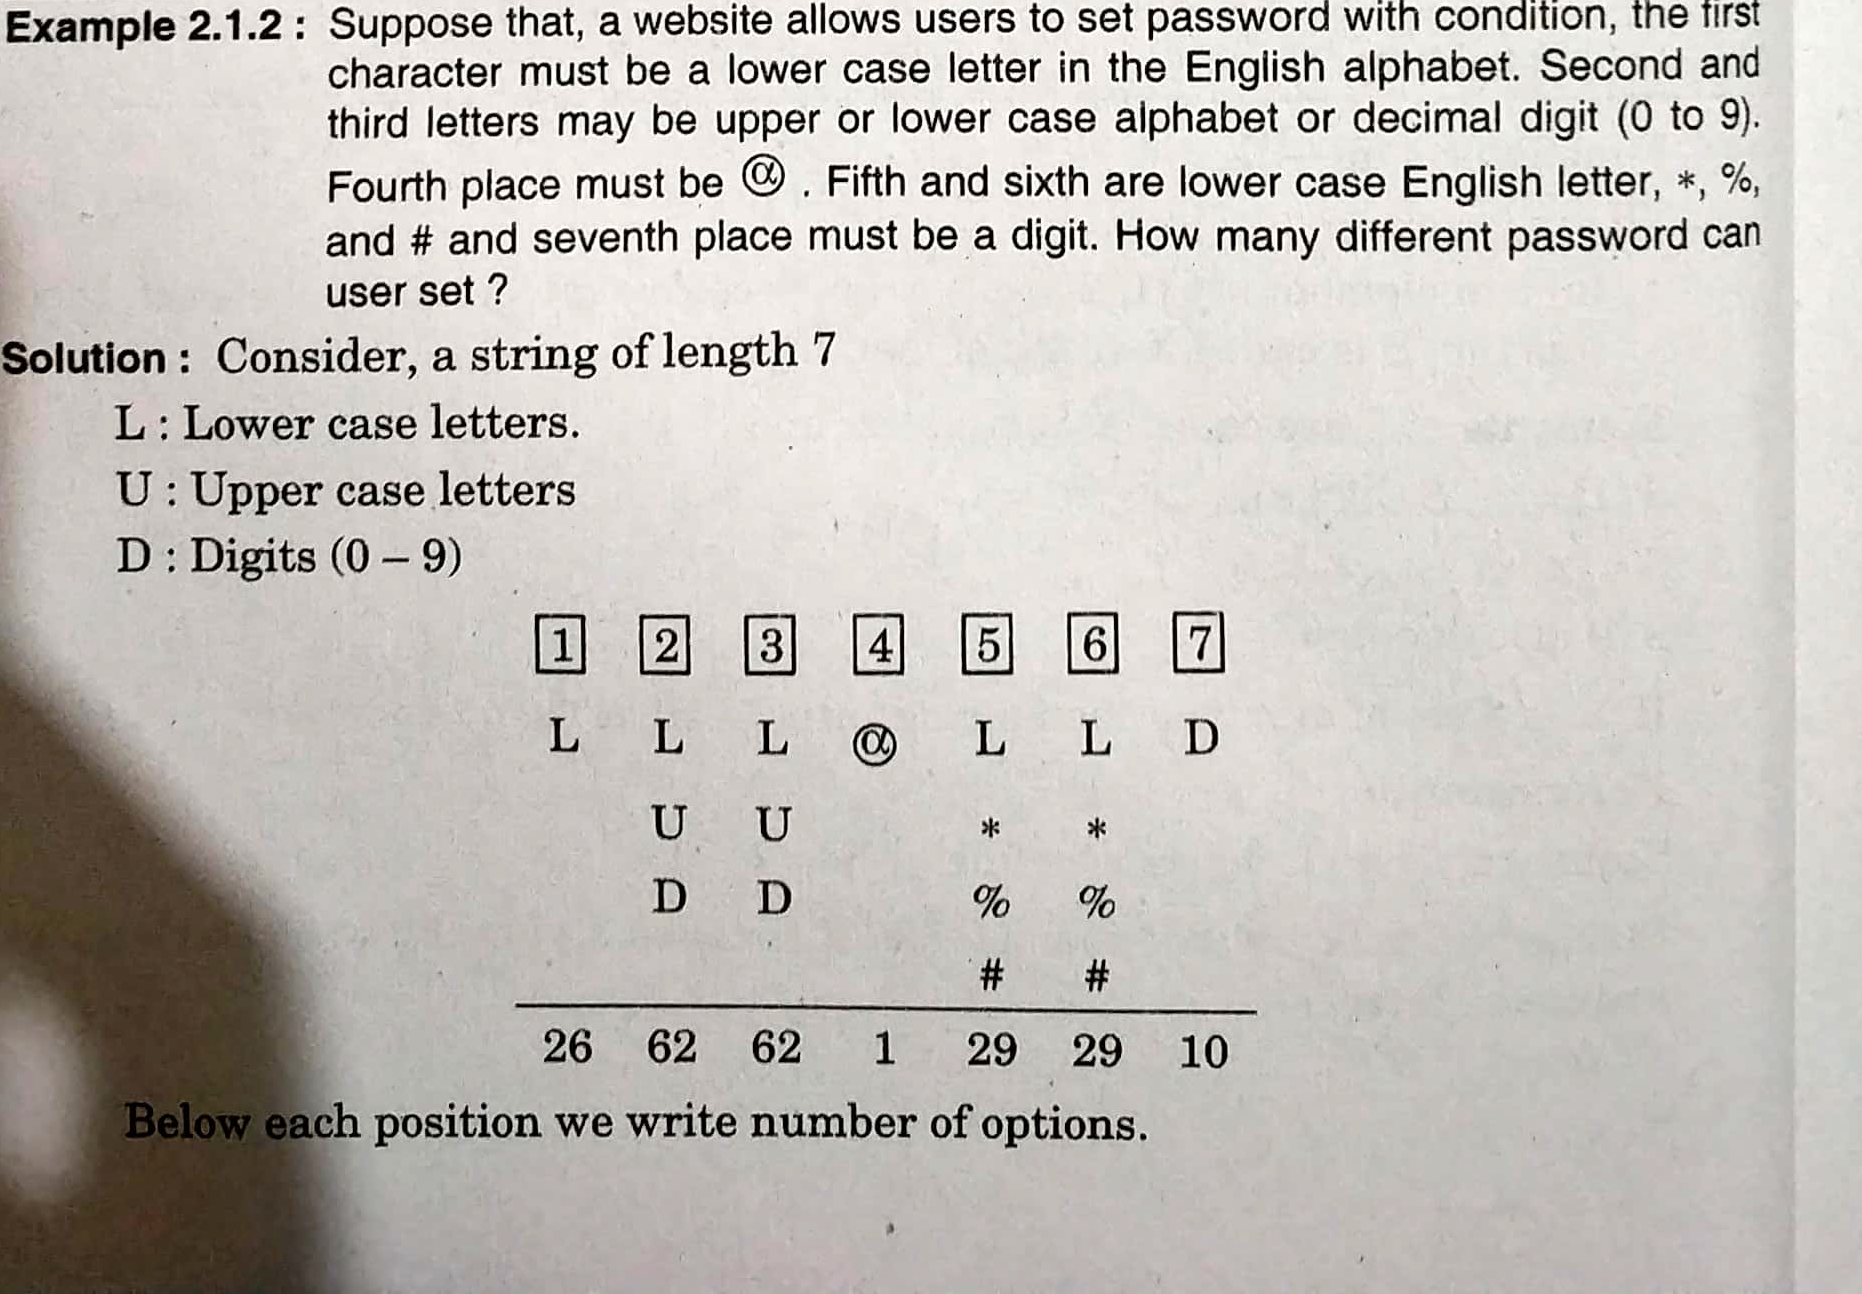 Example 2.1.2 : Suppose that, a website allows users to set password with condition, the first
character must be a lower case letter in the English alphabet. Second and
third letters may be upper or lower case alphabet or decimal digit (0 to 9).
Fourth place must be @ . Fifth and sixth are lower case English letter, *, %,
and # and seventh place must be a digit. How many different password can
user set ?
Solution : Consider, a string of length 7
L : Lower case letters.
U : Upper case letters
D : Digits (0 – 9)
1 2 3 4 5 6 7
L L L @ L L D
U U * *
D D % %
# #
26 62 62 1 29 29 10
Below each position we write number of options.